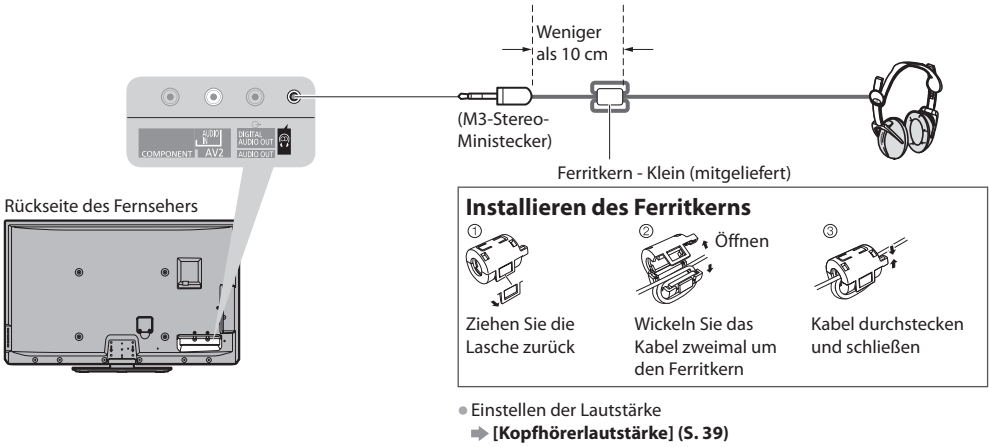 Weniger
als 10 cm
(M3-Stereo-
Ministecker)
Ferritkern - Klein (mitgeliefert)
AUDIO
IN
COMPONENT
AV2
DIGITAL
AUDIO OUT
AUDIO OUT
Rückseite des Fernsehers
Installieren des Ferritkerns
①
②
Öffnen
③
Ziehen Sie die
Lasche zurück
Wickeln Sie das
Kabel zweimal um
den Ferritkern
Kabel durchstecken
und schließen
● Einstellen der Lautstärke
[Kopfhörerlautstärke] (S. 39)